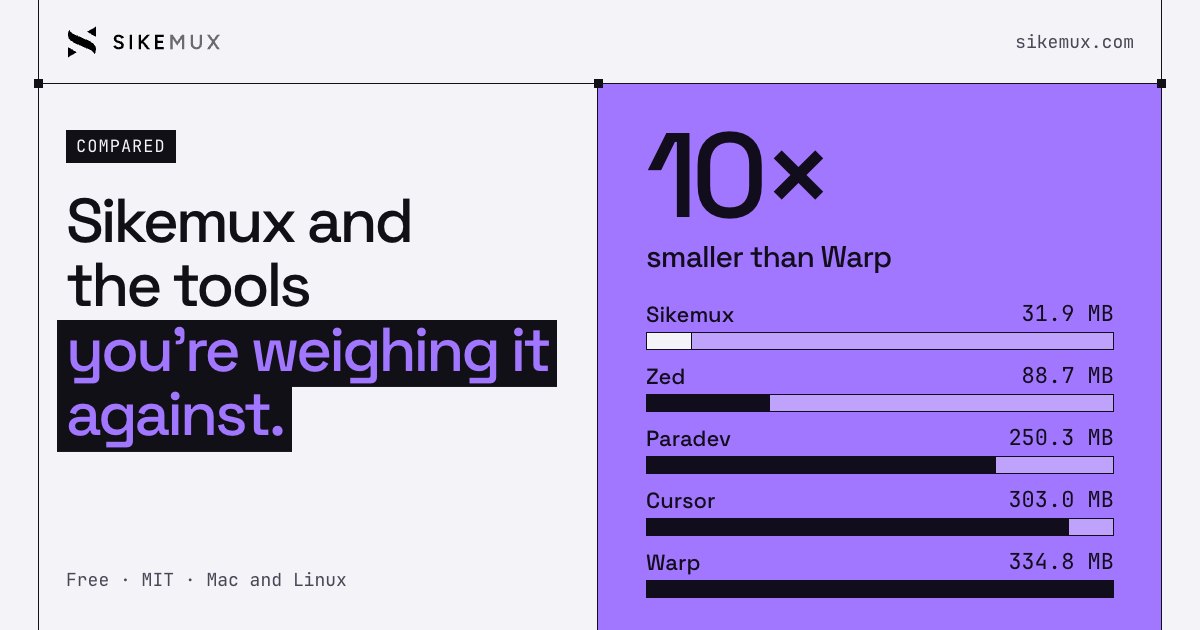 SIKEMUX
sikemux.com
COMPARED
Sikemux and
the tools
you're weighing it
against.
Free · MIT · Mac and Linux
10×
smaller than Warp
Sikemux 31.9 MB
Zed 88.7 MB
Paradev 250.3 MB
Cursor 303.0 MB
Warp 334.8 MB